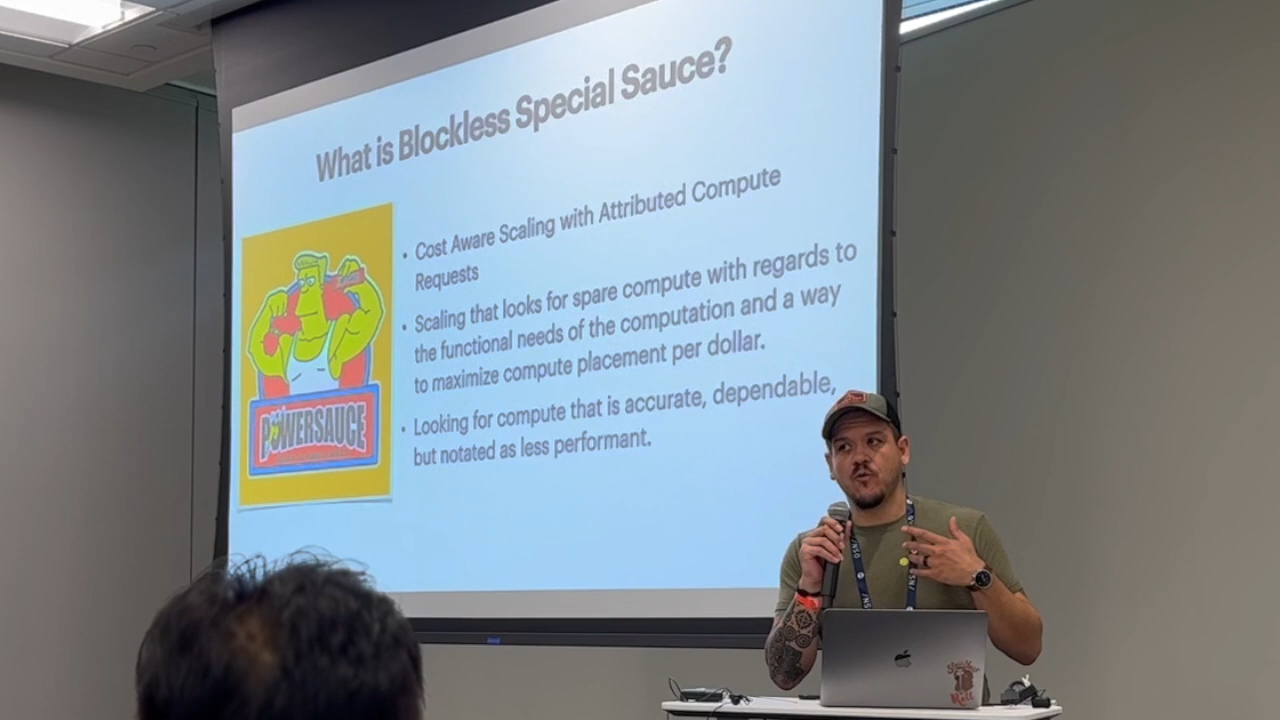 What is Blockless Special Sauce?
• Cost Aware Scaling with Attributed Compute
Requests
• Scaling that looks for spare compute with regards to
the functional needs of the computation and a way
to maximize compute placement per dollar.
• Looking for compute that is accurate, dependable,
but notated as less performant.
POWERSAUCE